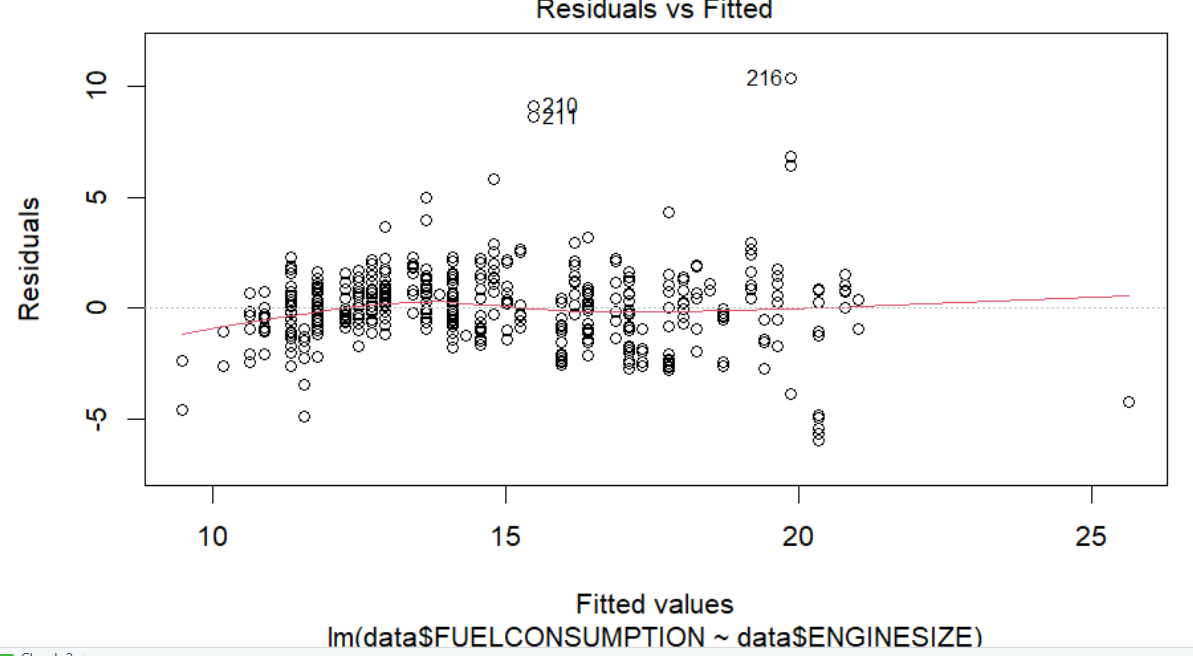 Residuals vs Fitted
Residuals
10
5
0
-5
216
210
211
10 15 20 25
Fitted values
lm(data$FUELCONSUMPTION ~ data$ENGINESIZE)